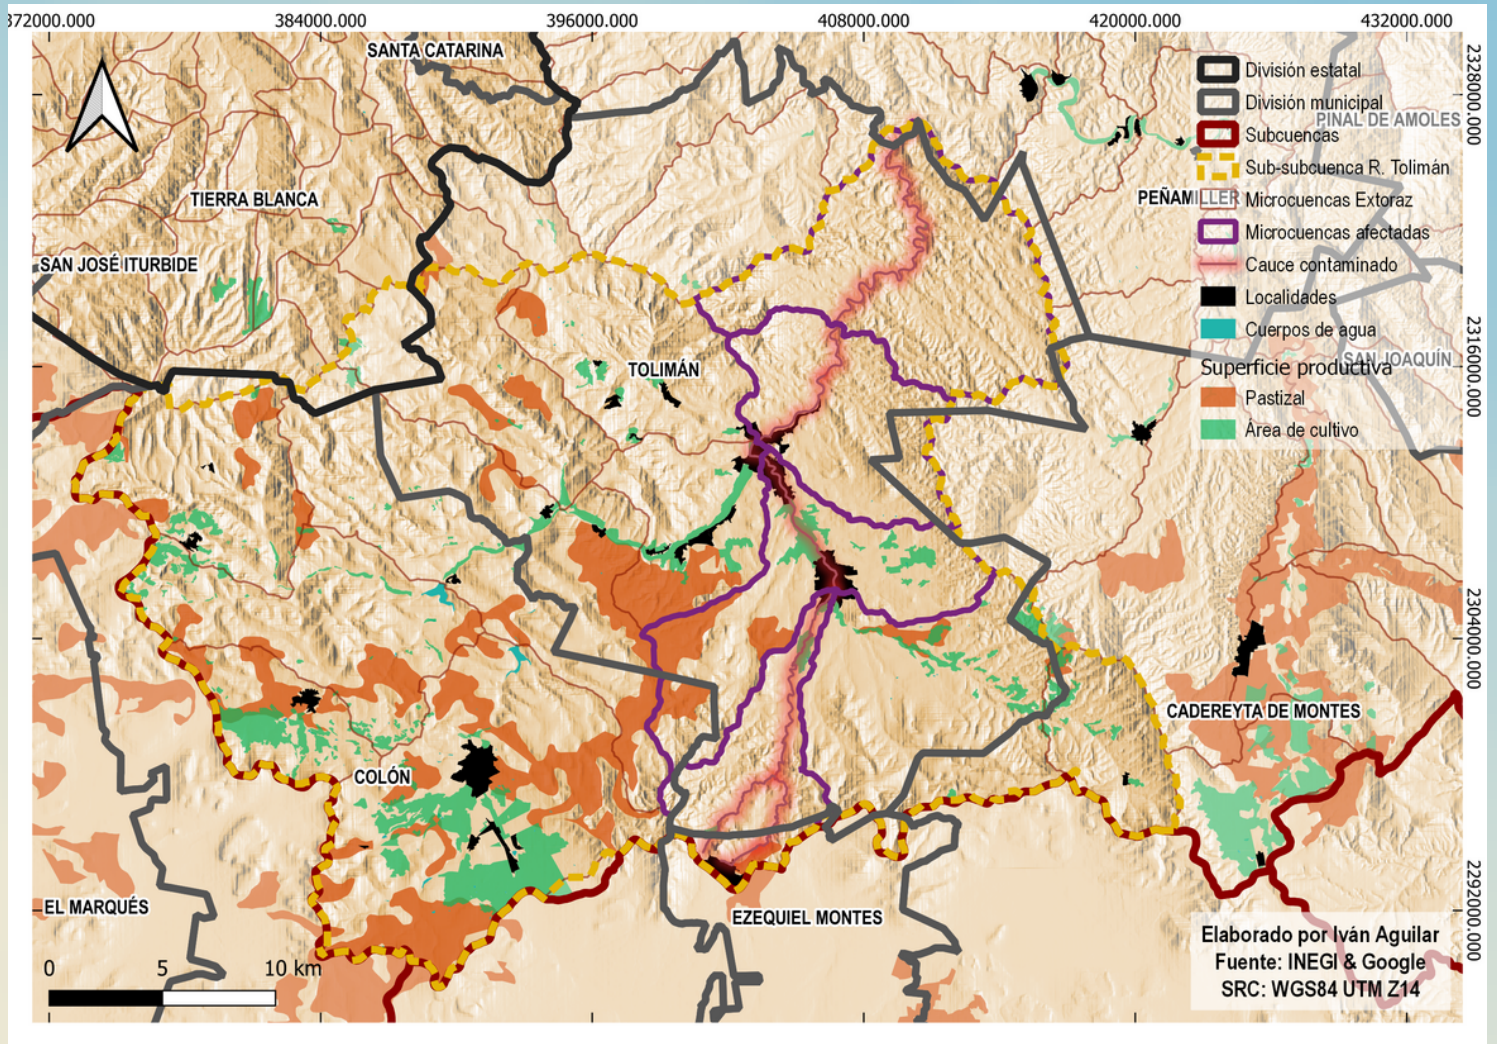 372000.000
384000.000
396000.000
408000.000
420000.000
432000.000
SANTA CATARINA
TIERRA BLANCA
SAN JOSÉ ITURBIDE
TOLIMÁN
COLÓN
EL MARQUÉS
EZEQUIEL MONTES
CADEREYTA DE MONTES
PEÑAMILLER
PINAL DE AMOLES
SAN JOAQUÍN
División estatal
División municipal
Subcuencas
Sub-subcuenca R. Tolimán
Microcuencas Extoraz
Microcuencas afectadas
Cauce contaminado
Localidades
Cuerpos de agua
Superficie productiva
Pastizal
Área de cultivo
2328000.000
2316000.000
2304000.000
2292000.000
0 5 10 km
Elaborado por Iván Aguilar
Fuente: INEGI & Google
SRC: WGS84 UTM Z14